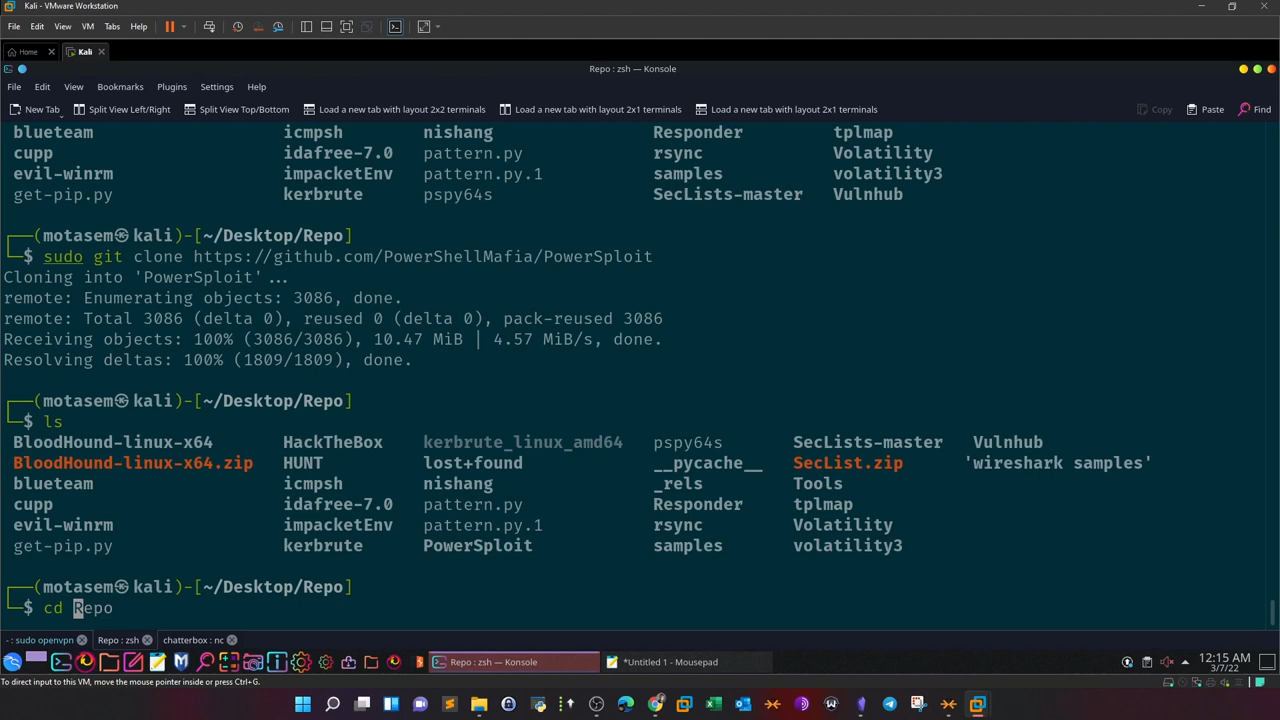 Kali - VMware Workstation
File Edit View VM Tabs Help
Home Kali
Repo : zsh — Konsole
File Edit View Bookmarks Plugins Settings Help
New Tab Split View Left/Right Split View Top/Bottom Load a new tab with layout 2x2 terminals Load a new tab with layout 2x1 terminals Load a new tab with layout 2x1 terminals Copy Paste Find
blueteam icmpsh nishang Responder tplmap
cupp idafree-7.0 pattern.py rsync Volatility
evil-winrm impacketEnv pattern.py.1 samples volatility3
get-pip.py kerbrute pspy64s SecLists-master Vulnhub
(motasem㉿kali)-[~/Desktop/Repo]
$ sudo git clone https://github.com/PowerShellMafia/PowerSploit
Cloning into 'PowerSploit'...
remote: Enumerating objects: 3086, done.
remote: Total 3086 (delta 0), reused 0 (delta 0), pack-reused 3086
Receiving objects: 100% (3086/3086), 10.47 MiB | 4.57 MiB/s, done.
Resolving deltas: 100% (1809/1809), done.
(motasem㉿kali)-[~/Desktop/Repo]
$ ls
BloodHound-linux-x64 HackTheBox kerbrute_linux_amd64 pspy64s SecLists-master Vulnhub
BloodHound-linux-x64.zip HUNT lost+found __pycache__ SecList.zip 'wireshark samples'
blueteam icmpsh nishang _rels Tools
cupp idafree-7.0 pattern.py Responder tplmap
evil-winrm impacketEnv pattern.py.1 rsync Volatility
get-pip.py kerbrute PowerSploit samples volatility3
(motasem㉿kali)-[~/Desktop/Repo]
$ cd Repo
- : sudo openvpn Repo : zsh chatterbox : nc
Repo : zsh — Konsole *Untitled 1 - Mousepad 12:15 AM
3/7/22
To direct input to this VM, move the mouse pointer inside or press Ctrl+G.